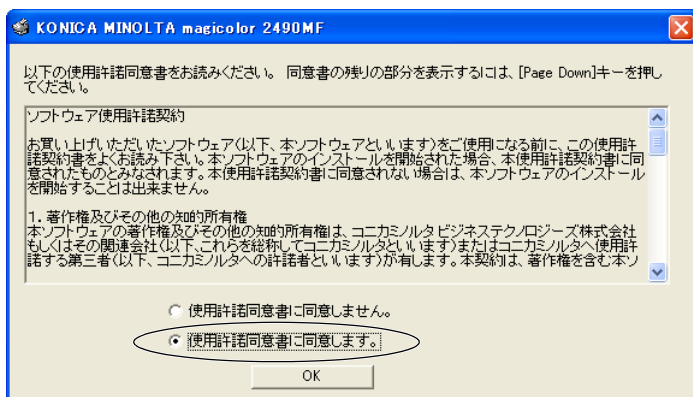 KONICA MINOLTA magicolor 2490MF
以下の使用許諾同意書をお読みください。 同意書の残りの部分を表示するには、[Page Down]キーを押し
てください。
ソフトウェア使用許諾契約
お買い上げいただいたソフトウェア(以下、本ソフトウェアといいます)をご使用になる前に、この使用許
諾契約書をよくお読み下さい。本ソフトウェアのインストールを開始された場合、本使用許諾契約書に同
意されたものとみなされます。本使用許諾契約書に同意されない場合は、本ソフトウェアのインストール
を開始することは出来ません。
1. 著作権及びその他の知的所有権
本ソフトウェアの著作権及びその他の知的所有権は、コニカミノルタビジネステクノロジーズ株式会社
もしくはその関連会社(以下、これらを総称してコニカミノルタといいます)またはコニカミノルタへ使用許
諾する第三者(以下、コニカミノルタへの許諾者といいます)が有します。本契約は、著作権を含む本ソ
使用許諾同意書に同意しません。
使用許諾同意書に同意します。
OK